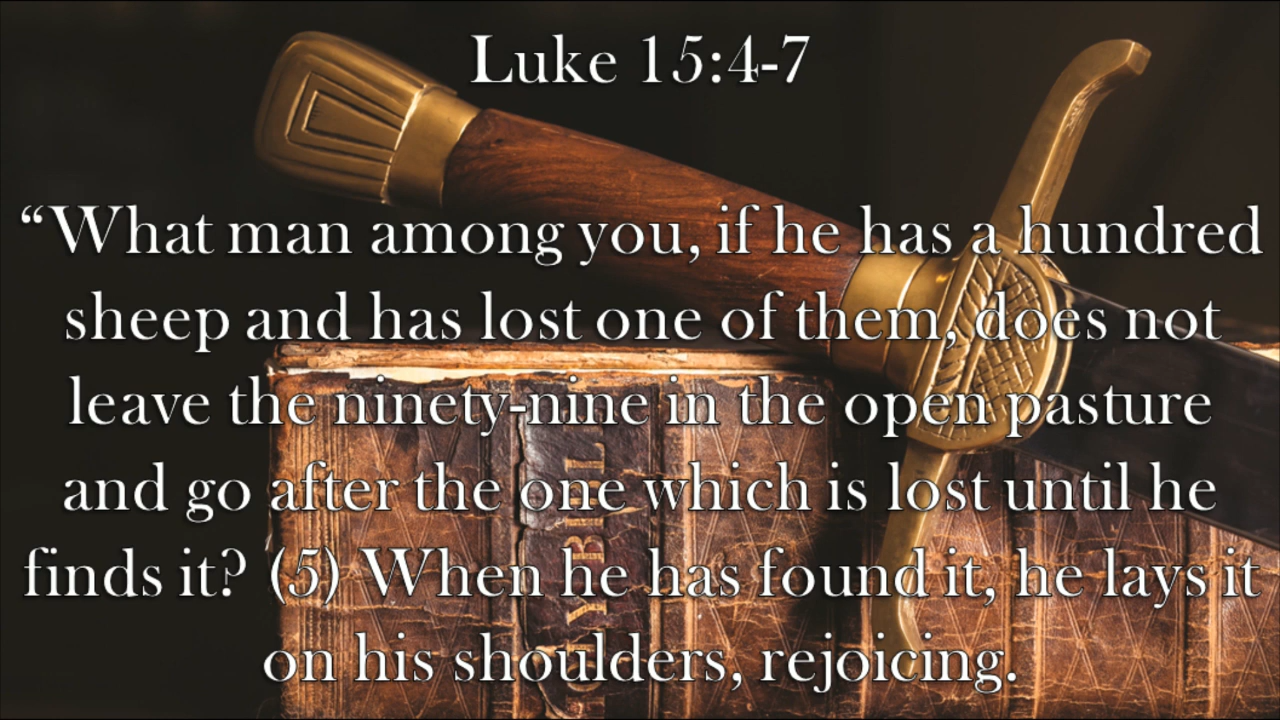 Luke 15:4-7
“What man among you, if he has a hundred
sheep and has lost one of them, does not
leave the ninety-nine in the open pasture
and go after the one which is lost until he
finds it? (5) When he has found it, he lays it
on his shoulders, rejoicing.